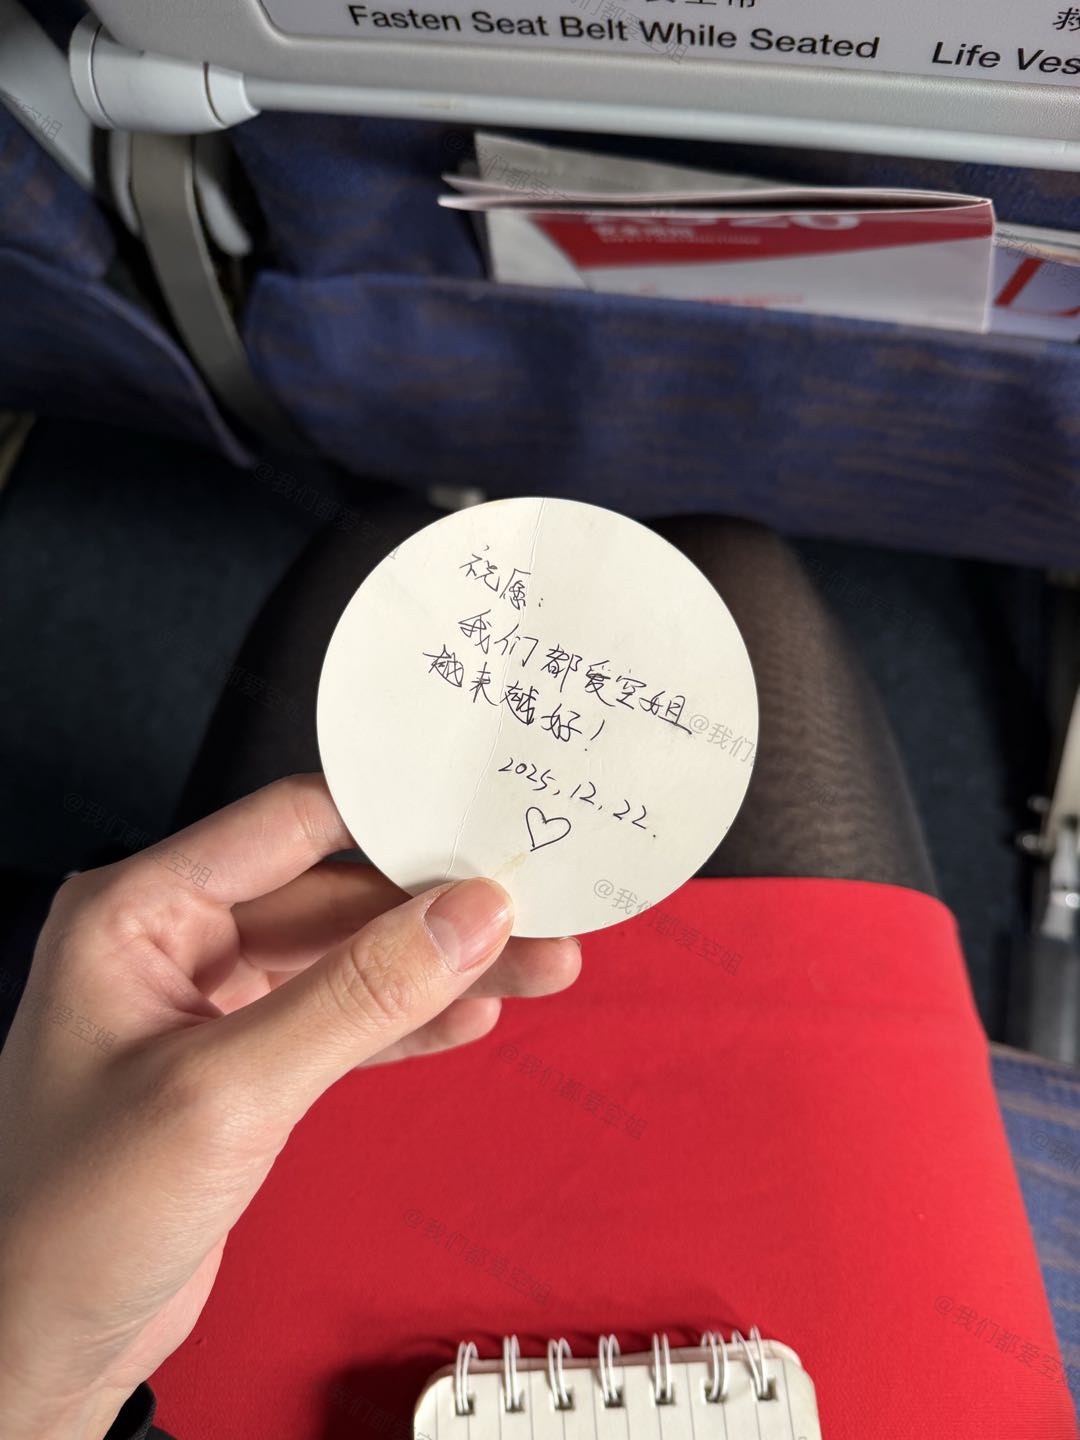 Fasten Seat Belt While Seated
Life Ves
祝愿:
我们都爱空姐
越来越好!
2025.12.22.
@我们都爱空姐